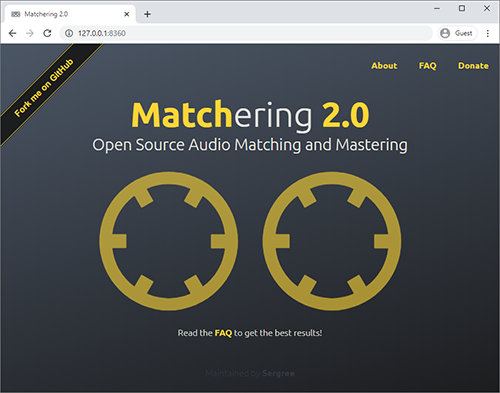 Matchering 2.0
127.0.0.1:8360
Guest
Fork me on GitHub
About FAQ Donate
Matchering 2.0
Open Source Audio Matching and Mastering
Read the FAQ to get the best results!
Maintained by Sergree